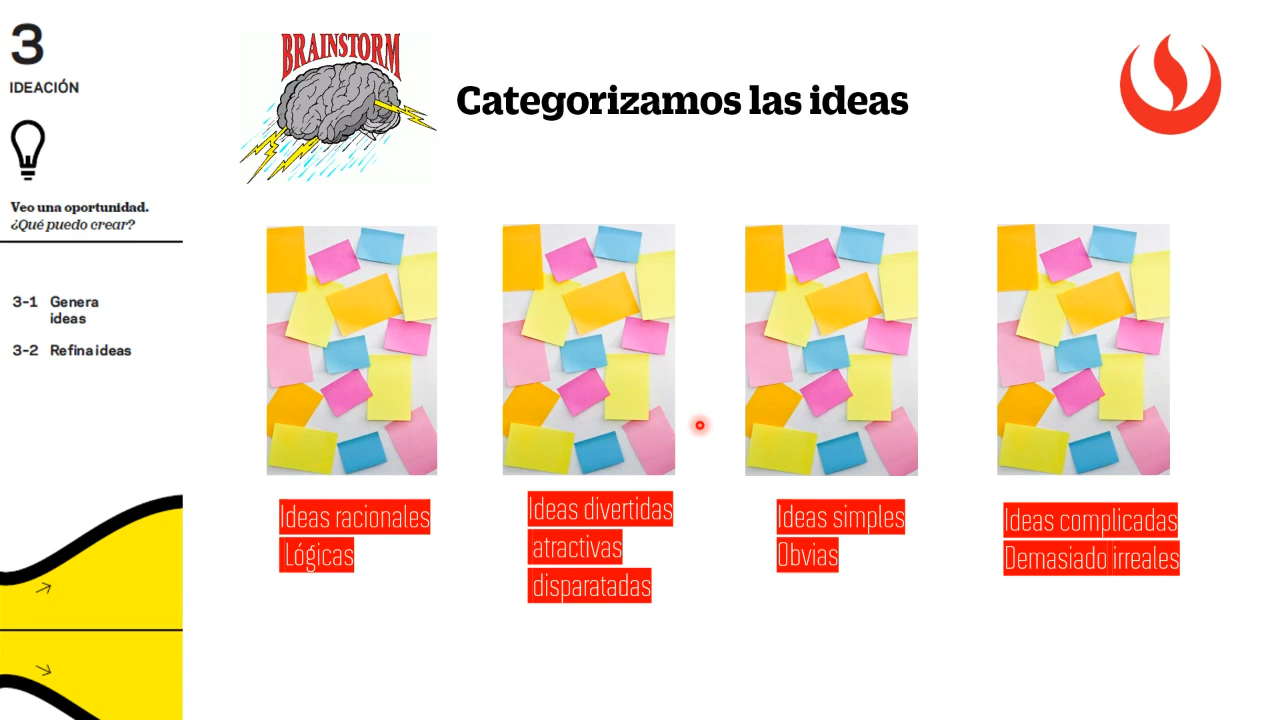 3
IDEACIÓN
Veo una oportunidad.
¿Qué puedo crear?
3-1 Genera
ideas
3-2 Refina ideas
BRAINSTORM
Categorizamos las ideas
Ideas racionales
Lógicas
Ideas divertidas
atractivas
disparatadas
Ideas simples
Obvias
Ideas complicadas
Demasiado irreales